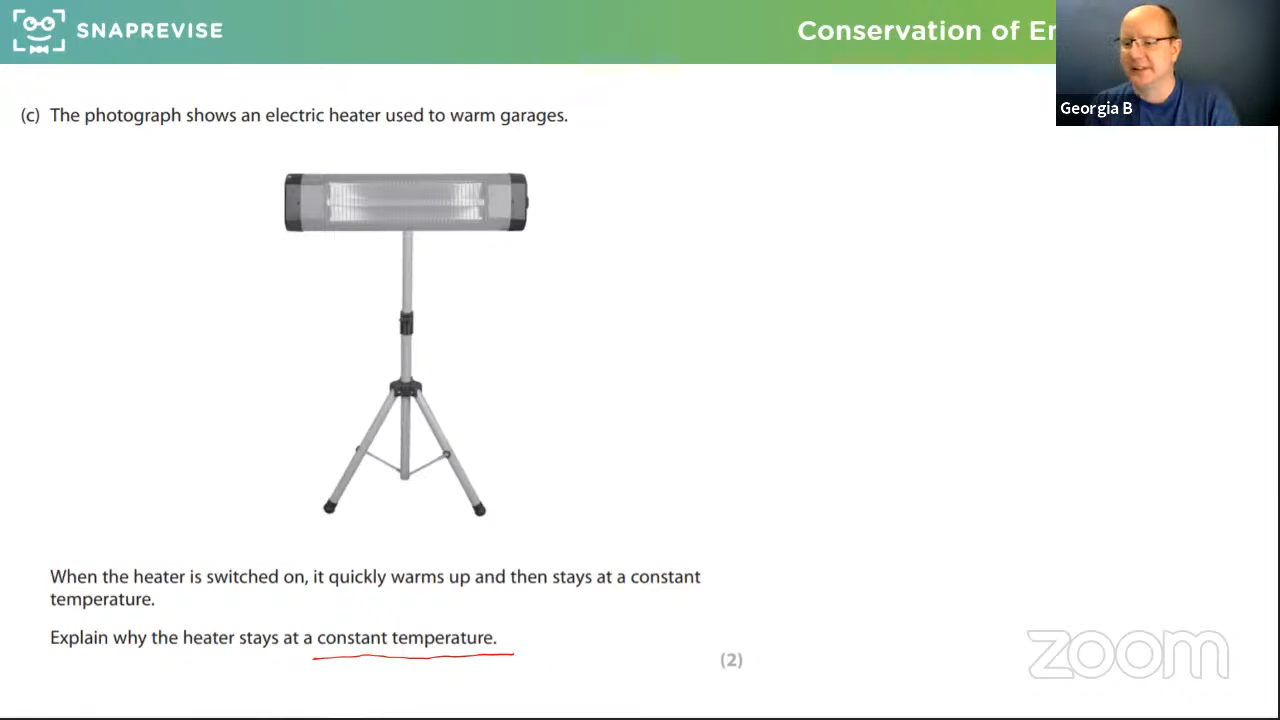 SNAPREVISE
Conservation of En
Georgia B
(c) The photograph shows an electric heater used to warm garages.
When the heater is switched on, it quickly warms up and then stays at a constant
temperature.
Explain why the heater stays at a constant temperature.
(2)
zoom